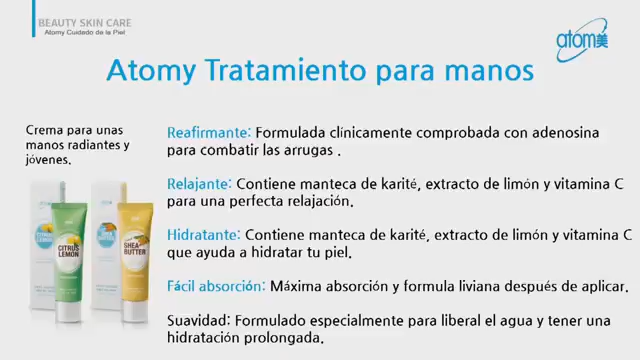 BEAUTY SKIN CARE
Atomy Cuidedo de la Piel
atom美
Atomy Tratamiento para manos
Crema para unas
manos radiantes y
jóvenes.
Reafirmante: Formulada clínicamente comprobada con adenosina
para combatir las arrugas .
Relajante: Contiene manteca de karité, extracto de limón y vitamina C
para una perfecta relajación.
Hidratante: Contiene manteca de karité, extracto de limón y vitamina C
que ayuda a hidratar tu piel.
Fácil absorción: Máxima absorción y formula liviana después de aplicar.
Suavidad: Formulado especialmente para liberal el agua y tener una
hidratación prolongada.
CITRUS
LEMON
SHEA
BUTTER